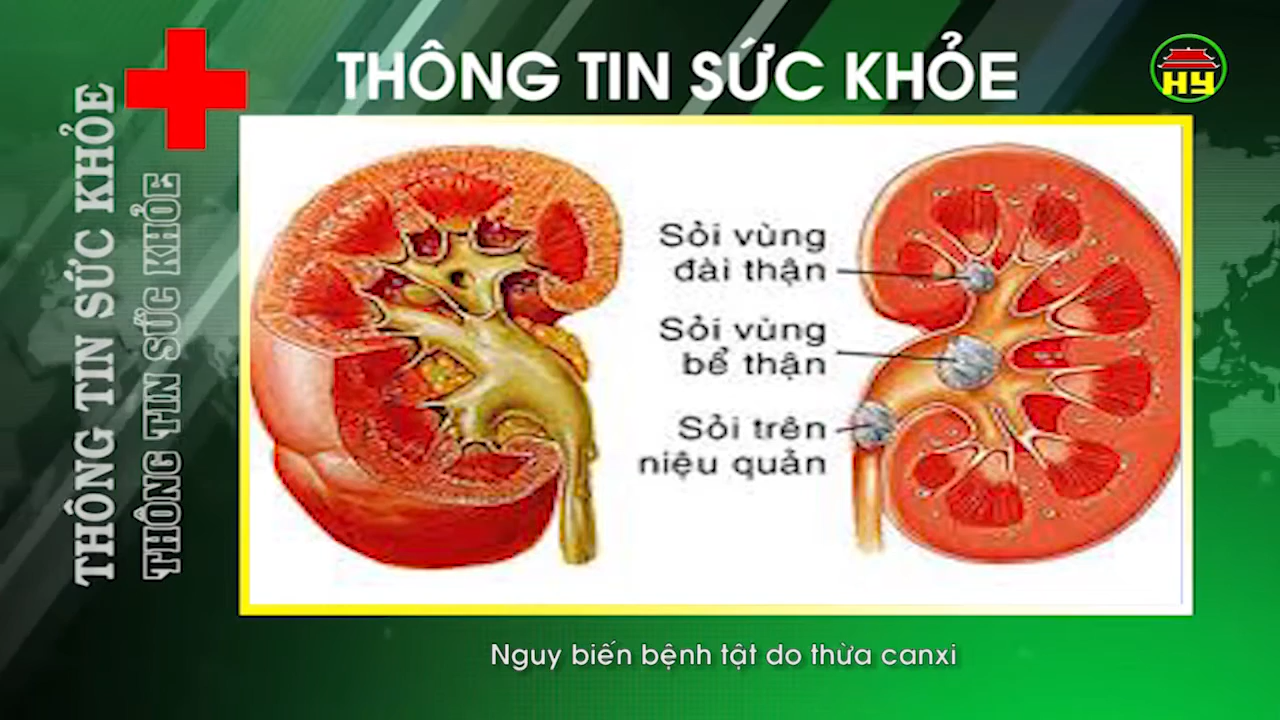 THÔNG TIN SỨC KHỎE
HY
THÔNG TIN SỨC KHỎE
THÔNG TIN SỨC KHỎE
Sỏi vùng
đài thận
Sỏi vùng
bể thận
Sỏi trên
niệu quản
Nguy biến bệnh tật do thừa canxi